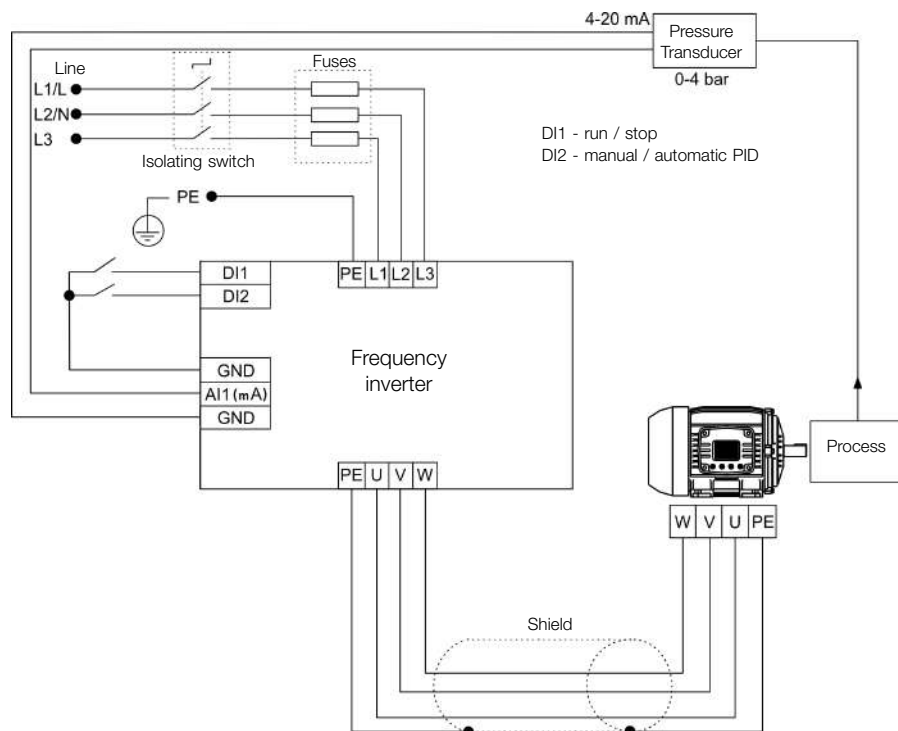 4-20 mA
Pressure
Transducer
0-4 bar
Line
Fuses
L1/L
L2/N
L3
Isolating switch
DI1 - run / stop
DI2 - manual / automatic PID
PE
PE L1 L2 L3
DI1
DI2
GND
AI1 (mA)
GND
Frequency
inverter
PE U V W
Process
W V U PE
Shield